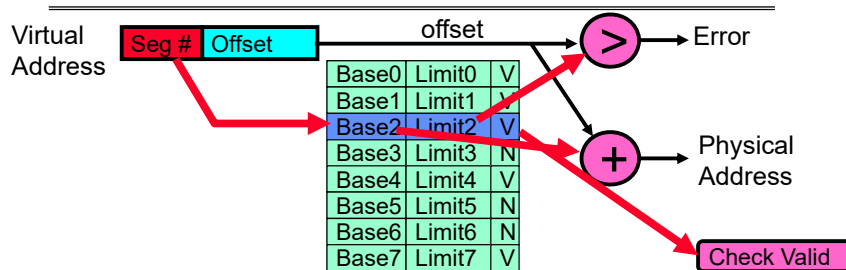 Virtual
Address
Seg # Offset
offset
>
Error
Base0 Limit0 V
Base1 Limit1 V
Base2 Limit2 V
Base3 Limit3 N
Base4 Limit4 V
Base5 Limit5 N
Base6 Limit6 N
Base7 Limit7 V
+
Physical
Address
Check Valid